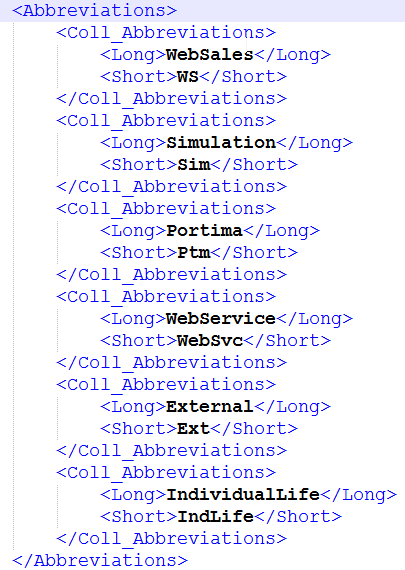 <Abbreviations>
<Coll_Abbreviations>
<Long>WebSales</Long>
<Short>WS</Short>
</Coll_Abbreviations>
<Coll_Abbreviations>
<Long>Simulation</Long>
<Short>Sim</Short>
</Coll_Abbreviations>
<Coll_Abbreviations>
<Long>Portima</Long>
<Short>Ptm</Short>
</Coll_Abbreviations>
<Coll_Abbreviations>
<Long>WebService</Long>
<Short>WebSvc</Short>
</Coll_Abbreviations>
<Coll_Abbreviations>
<Long>External</Long>
<Short>Ext</Short>
</Coll_Abbreviations>
<Coll_Abbreviations>
<Long>IndividualLife</Long>
<Short>IndLife</Short>
</Coll_Abbreviations>
</Abbreviations>